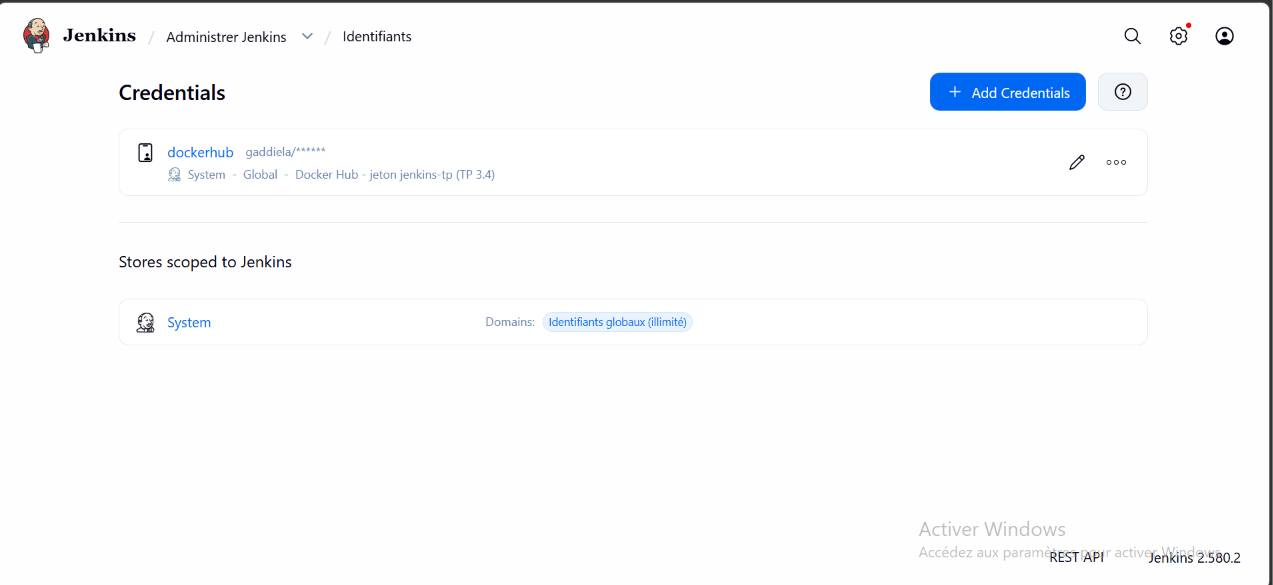 Jenkins / Administrer Jenkins / Identifiants
Credentials
+ Add Credentials
dockerhub gaddiela/******
System - Global - Docker Hub - jeton jenkins-tp (TP 3.4)
Stores scoped to Jenkins
System Domains: Identifiants globaux (illimité)
Activer Windows
Accédez aux paramètres pour activer Windows.
REST API Jenkins 2.580.2